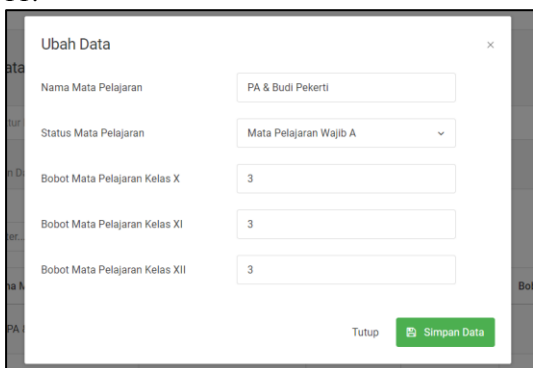 Ubah Data ×
Nama Mata Pelajaran PA & Budi Pekerti
Status Mata Pelajaran Mata Pelajaran Wajib A
Bobot Mata Pelajaran Kelas X 3
Bobot Mata Pelajaran Kelas XI 3
Bobot Mata Pelajaran Kelas XII 3
Tutup Simpan Data